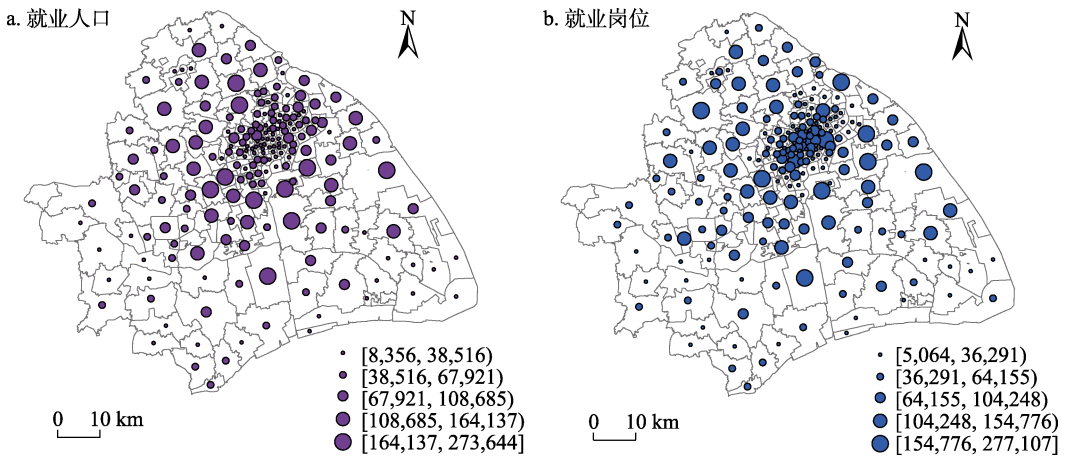 a. 就业人口
N
[8,356, 38,516)
[38,516, 67,921)
[67,921, 108,685)
[108,685, 164,137)
[164,137, 273,644]
0 10 km
b. 就业岗位
N
[5,064, 36,291)
[36,291, 64,155)
[64,155, 104,248)
[104,248, 154,776)
[154,776, 277,107]
0 10 km